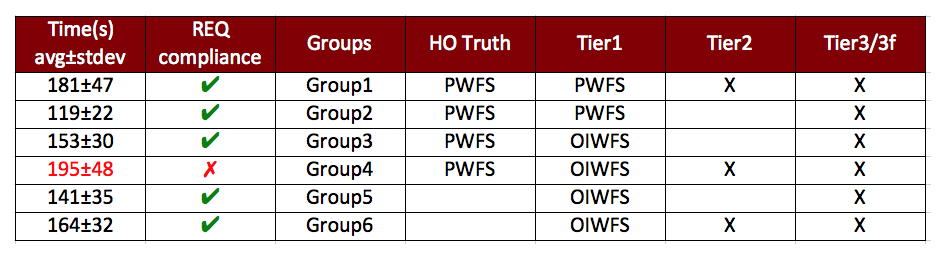 Time(s) avg±stdev REQ compliance Groups HO Truth Tier1 Tier2 Tier3/3f
181±47 ✔ Group1 PWFS PWFS X X
119±22 ✔ Group2 PWFS PWFS X
153±30 ✔ Group3 PWFS OIWFS X
195±48 ✗ Group4 PWFS OIWFS X X
141±35 ✔ Group5 OIWFS X
164±32 ✔ Group6 OIWFS X X